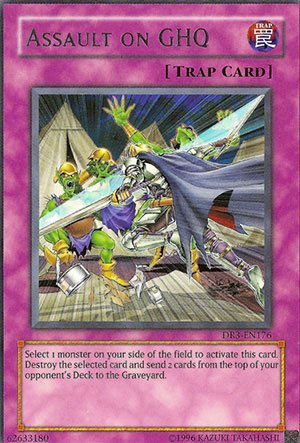 ASSAULT ON GHQ
TRAP
罠
[TRAP CARD]
DR3-EN176
Select 1 monster on your side of the field to activate this card.
Destroy the selected card and send 2 cards from the top of your
opponent's Deck to the Graveyard.
62633180
©1996 KAZUKI TAKAHASHI